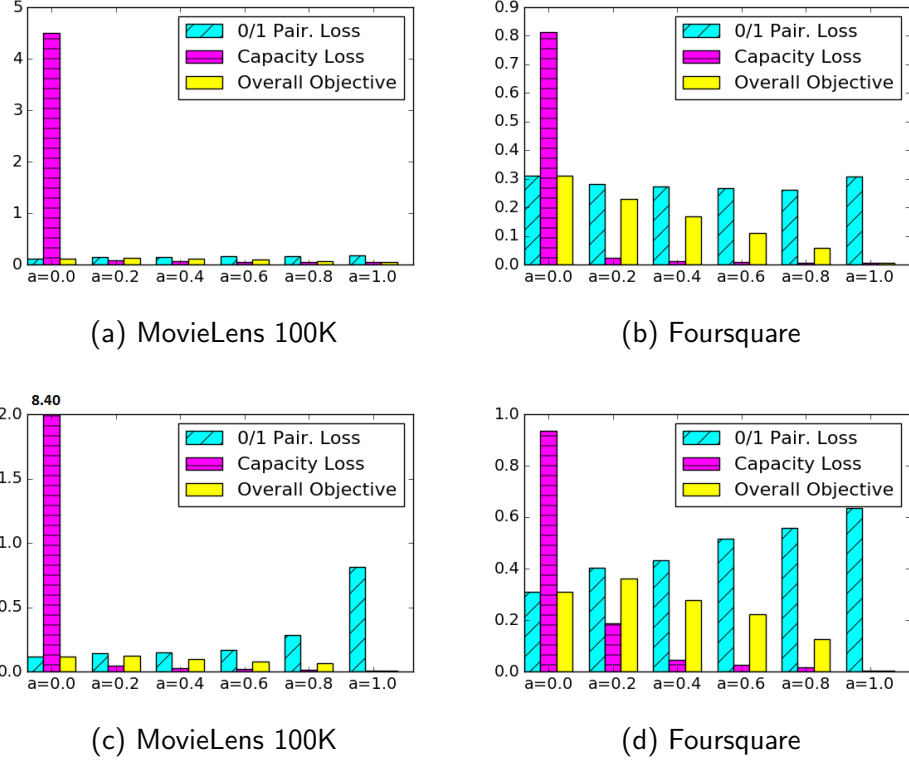 5
4
3
2
1
0
0/1 Pair. Loss
Capacity Loss
Overall Objective
a=0.0 a=0.2 a=0.4 a=0.6 a=0.8 a=1.0
(a) MovieLens 100K
0.9
0.8
0.7
0.6
0.5
0.4
0.3
0.2
0.1
0.0
0/1 Pair. Loss
Capacity Loss
Overall Objective
a=0.0 a=0.2 a=0.4 a=0.6 a=0.8 a=1.0
(b) Foursquare
8.40
2.0
1.5
1.0
0.5
0.0
0/1 Pair. Loss
Capacity Loss
Overall Objective
a=0.0 a=0.2 a=0.4 a=0.6 a=0.8 a=1.0
(c) MovieLens 100K
1.0
0.8
0.6
0.4
0.2
0.0
0/1 Pair. Loss
Capacity Loss
Overall Objective
a=0.0 a=0.2 a=0.4 a=0.6 a=0.8 a=1.0
(d) Foursquare